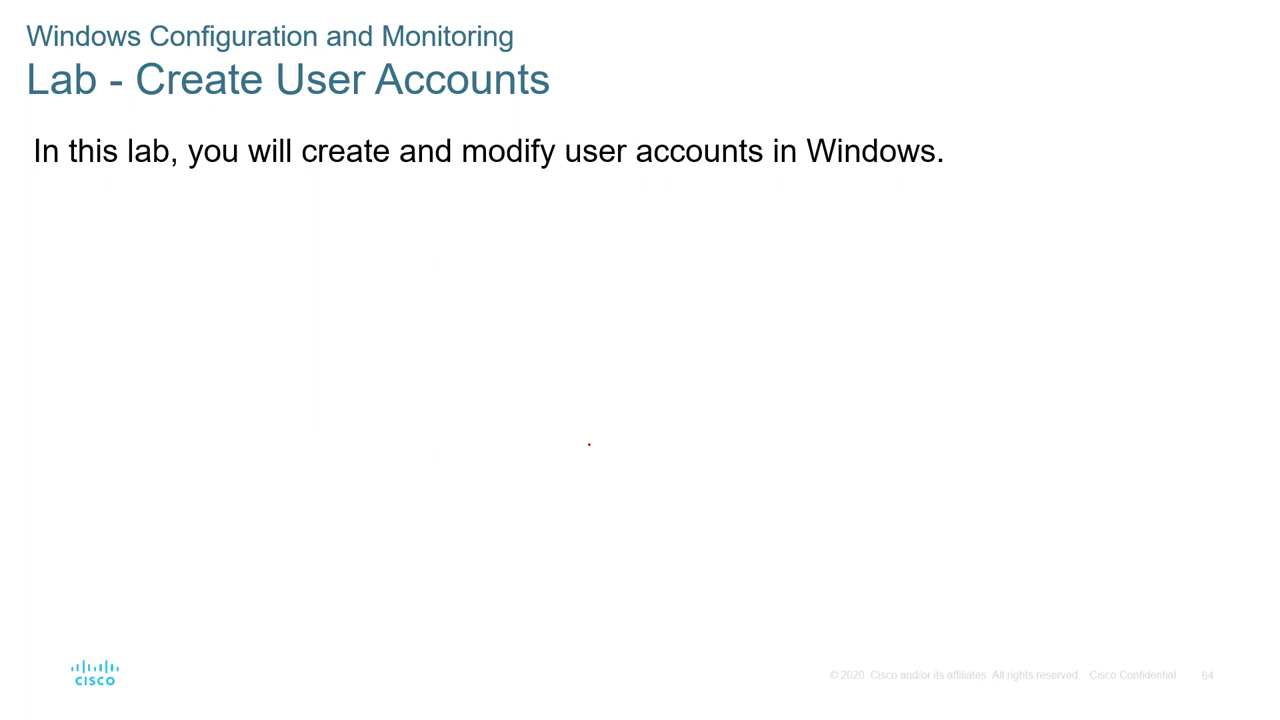 Windows Configuration and Monitoring
Lab - Create User Accounts
In this lab, you will create and modify user accounts in Windows.
CISCO
© 2020 Cisco and/or its affiliates. All rights reserved. Cisco Confidential 64